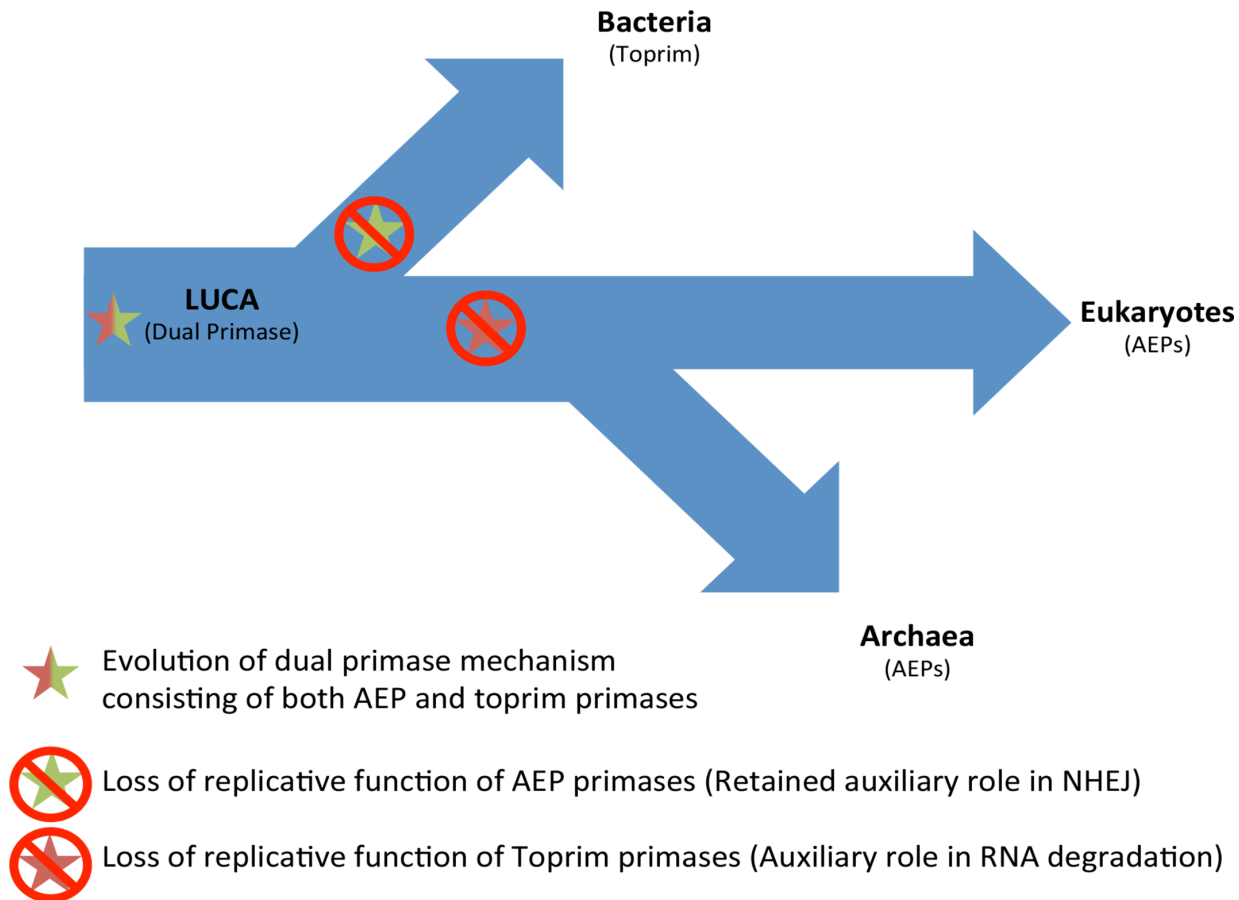 Bacteria
(Toprim)
LUCA
(Dual Primase)
Eukaryotes
(AEPs)
Archaea
(AEPs)
Evolution of dual primase mechanism
consisting of both AEP and toprim primases
Loss of replicative function of AEP primases (Retained auxiliary role in NHEJ)
Loss of replicative function of Toprim primases (Auxiliary role in RNA degradation)